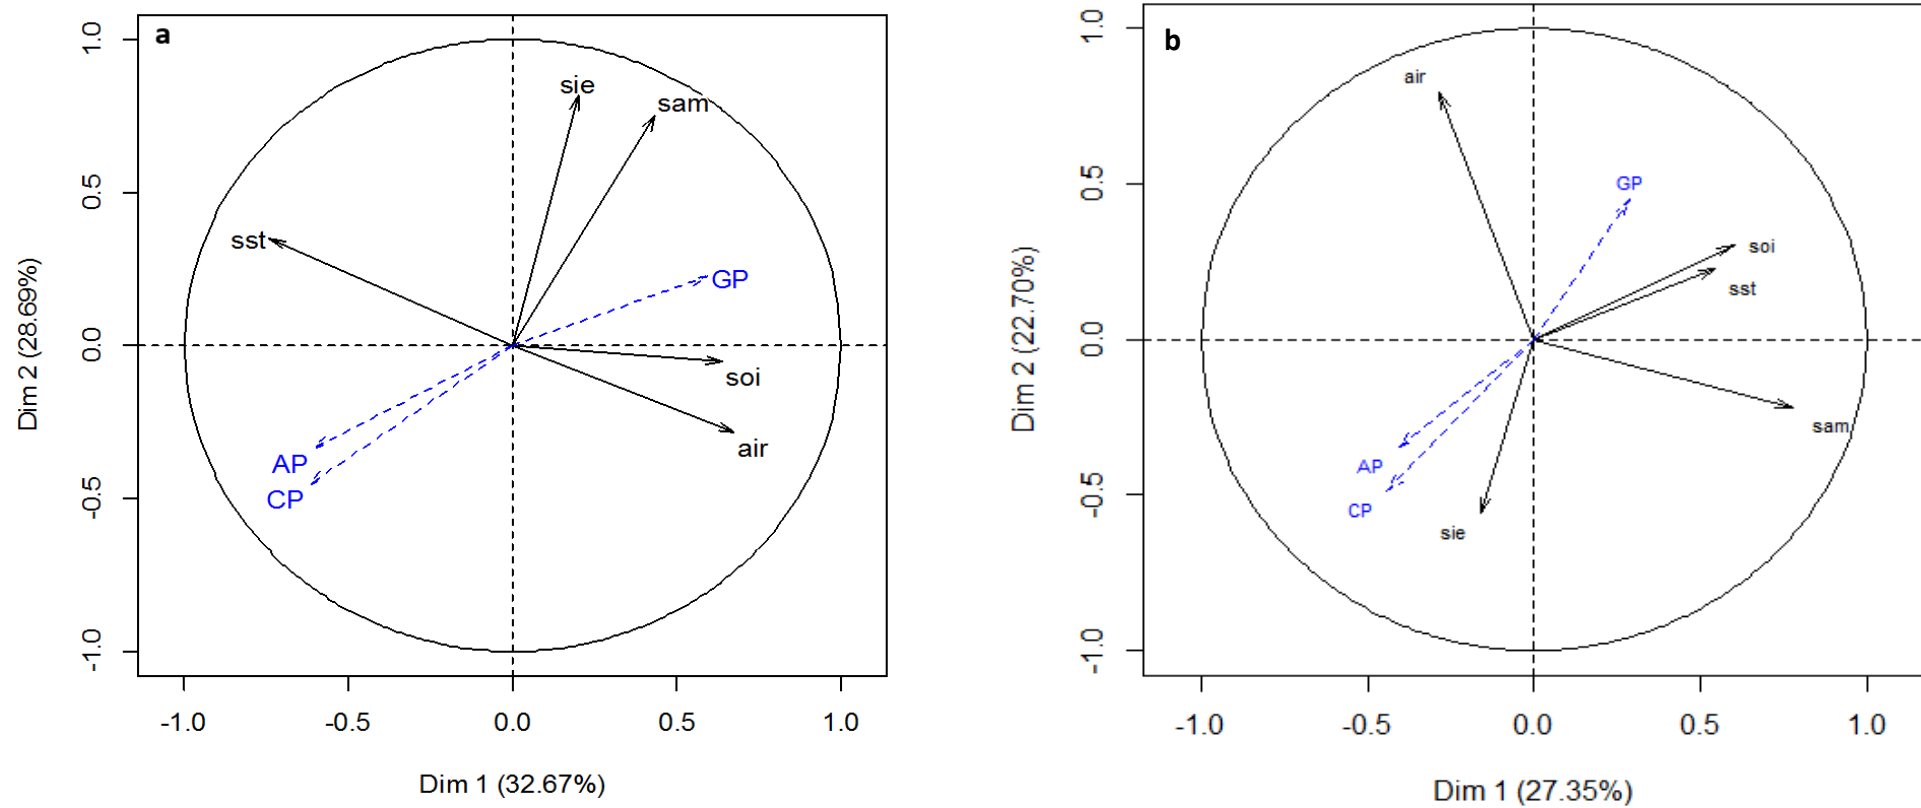 a
1.0
0.5
0.0
-0.5
-1.0
Dim 2 (28.69%)
sie
sam
sst
GP
soi
air
AP
CP
-1.0 -0.5 0.0 0.5 1.0
Dim 1 (32.67%)
b
1.0
0.5
0.0
-0.5
-1.0
Dim 2 (22.70%)
air
GP
soi
sst
sam
AP
CP
sie
-1.0 -0.5 0.0 0.5 1.0
Dim 1 (27.35%)